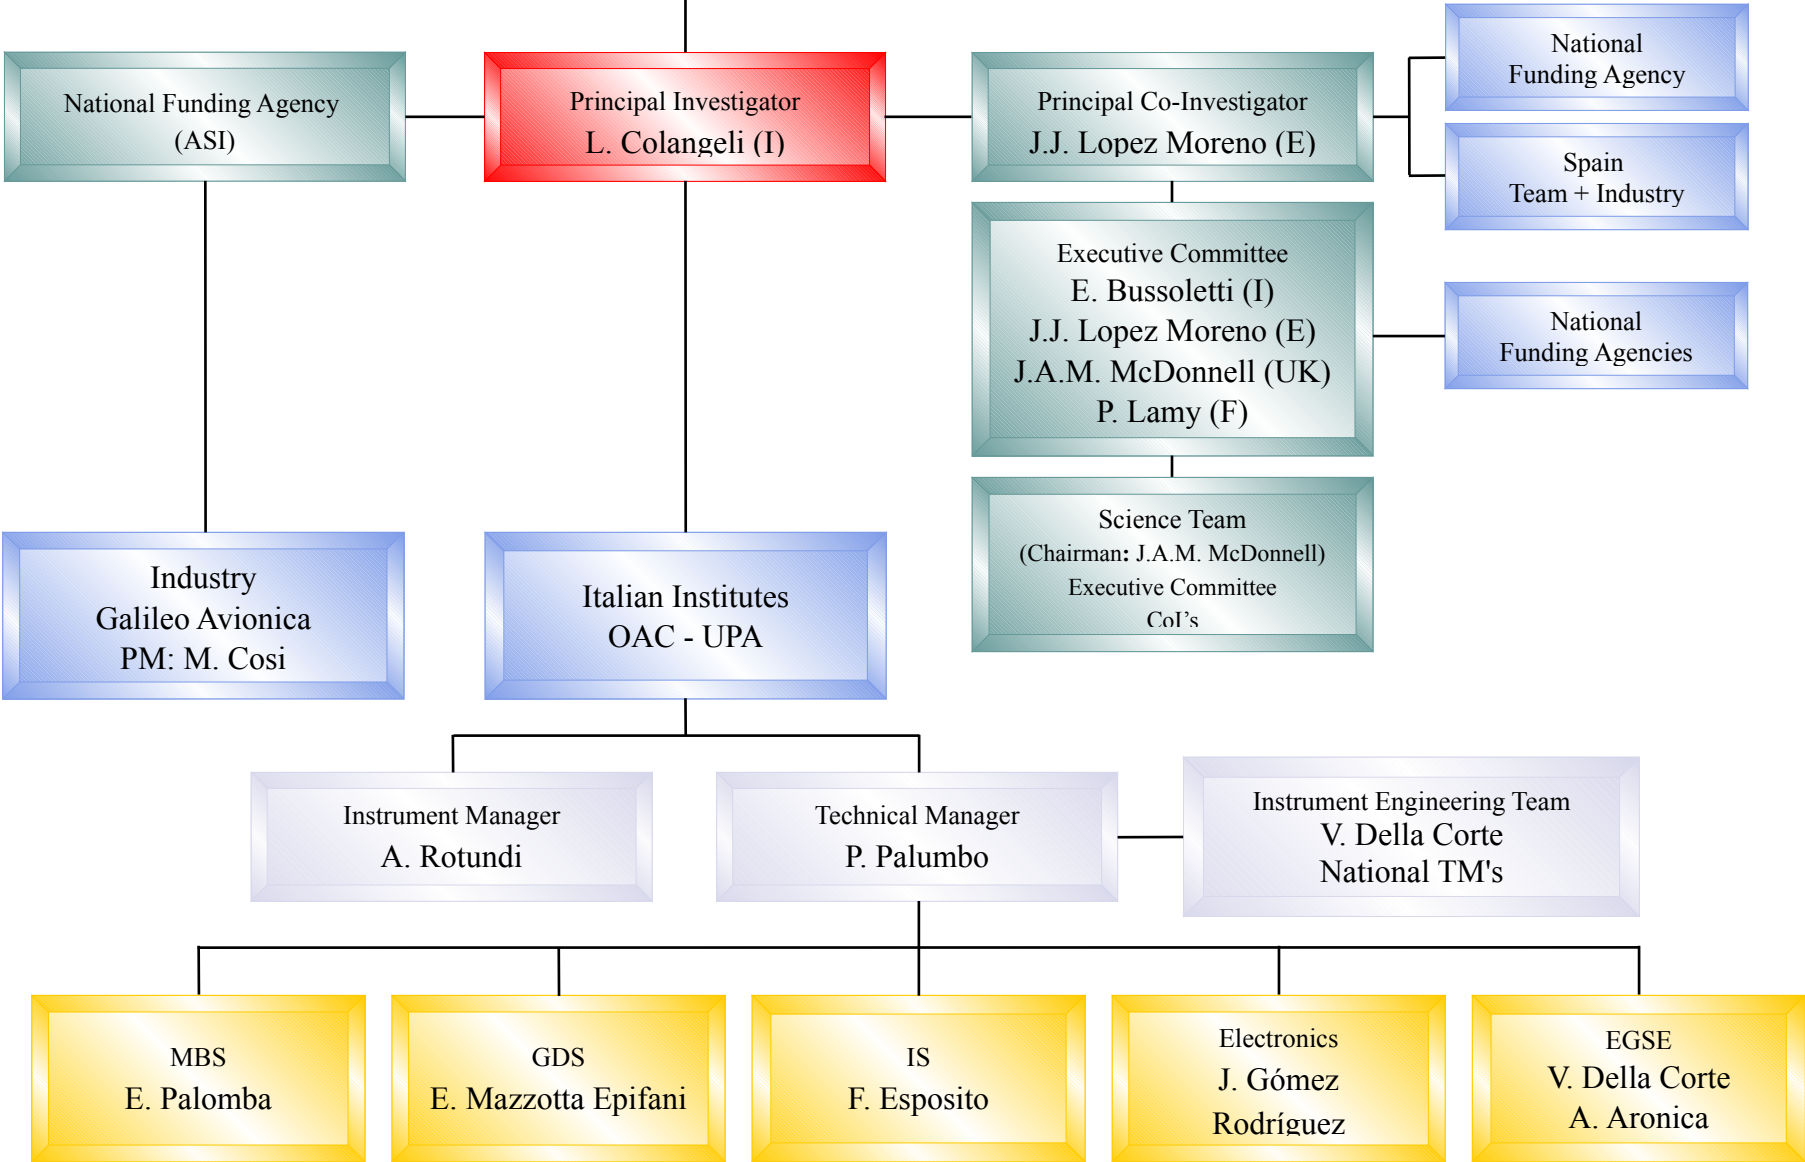 National
Funding Agency
National Funding Agency
(ASI)
Principal Investigator
L. Colangeli (I)
Principal Co-Investigator
J.J. Lopez Moreno (E)
Spain
Team + Industry
Executive Committee
E. Bussoletti (I)
J.J. Lopez Moreno (E)
J.A.M. McDonnell (UK)
P. Lamy (F)
National
Funding Agencies
Science Team
(Chairman: J.A.M. McDonnell)
Executive Committee
CoI's
Industry
Galileo Avionica
PM: M. Cosi
Italian Institutes
OAC - UPA
Instrument Manager
A. Rotundi
Technical Manager
P. Palumbo
Instrument Engineering Team
V. Della Corte
National TM's
MBS
E. Palomba
GDS
E. Mazzotta Epifani
IS
F. Esposito
Electronics
J. Gómez
Rodríguez
EGSE
V. Della Corte
A. Aronica